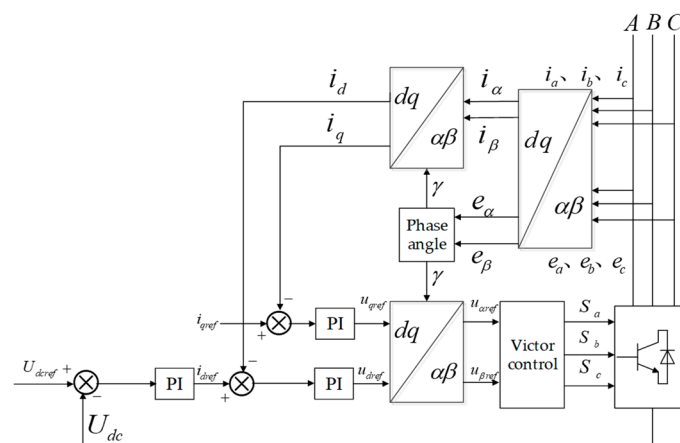 A B C
i_d
i_q
dq
αβ
i_α
i_β
i_a、i_b、i_c
dq
αβ
e_a、e_b、e_c
γ
Phase
angle
e_α
e_β
γ
i_qref
+
−
PI
u_qref
dq
αβ
u_αref
u_βref
Victor
control
S_a
S_b
S_c
U_dcref
+
−
U_dc
PI
i_dref
+
−
PI
u_dref